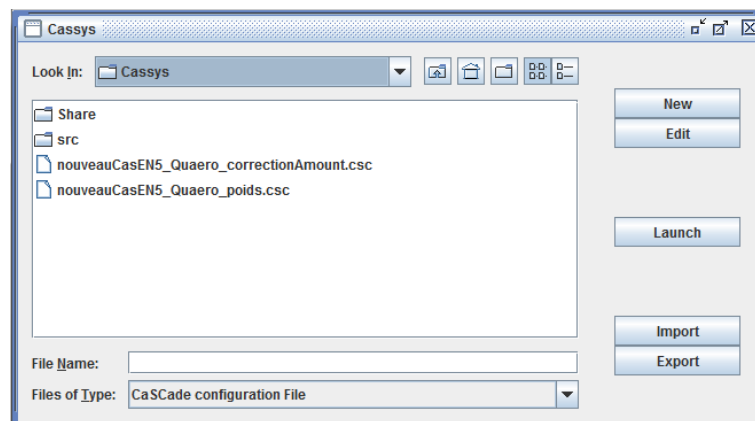 Cassys
Look In: Cassys
Share
src
nouveauCasEN5_Quaero_correctionAmount.csc
nouveauCasEN5_Quaero_poids.csc
File Name:
Files of Type: CaSCade configuration File
New
Edit
Launch
Import
Export